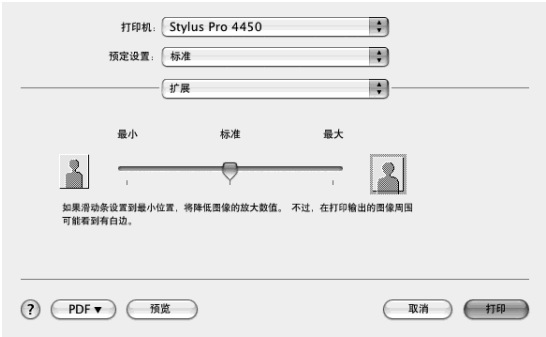 打印机: Stylus Pro 4450
预定设置: 标准
扩展
最小 标准 最大
如果滑动条设置到最小位置，将降低图像的放大数值。 不过，在打印输出的图像周围
可能看到有白边。
? PDF ▼ 预览 取消 打印